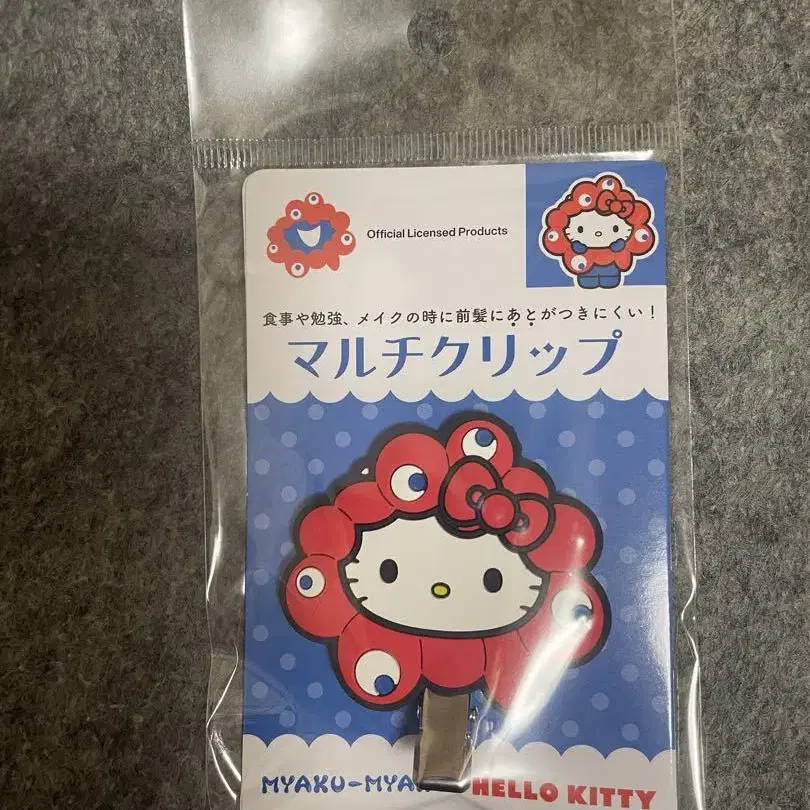 Official Licensed Products
食事や勉強、メイクの時に前髪にあとがつきにくい！
マルチクリップ
MYAKU-MYA HELLO KITTY